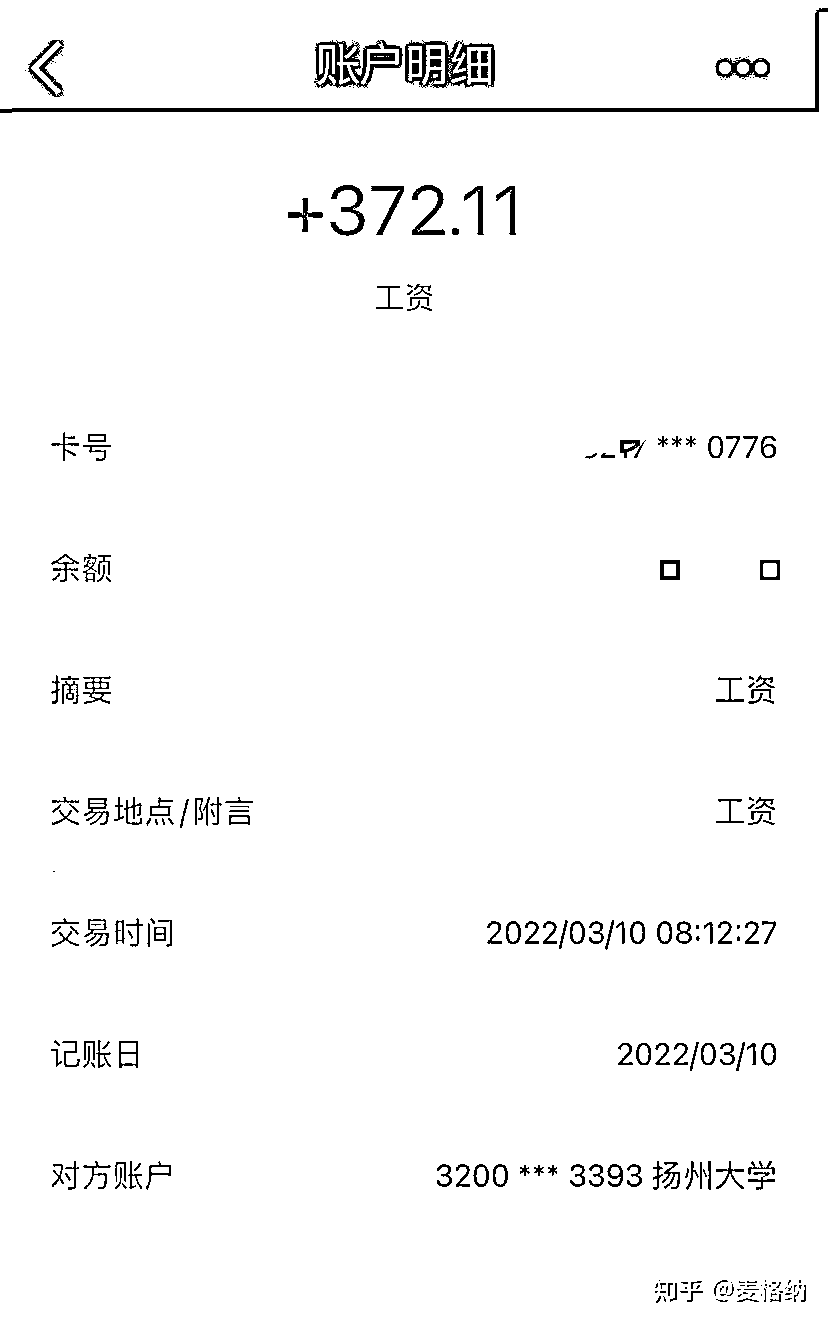 账户明细
+372.11
工资
卡号 *** 0776
余额
摘要 工资
交易地点/附言 工资
交易时间 2022/03/10 08:12:27
记账日 2022/03/10
对方账户 3200 *** 3393 扬州大学
知乎 @麦格纳